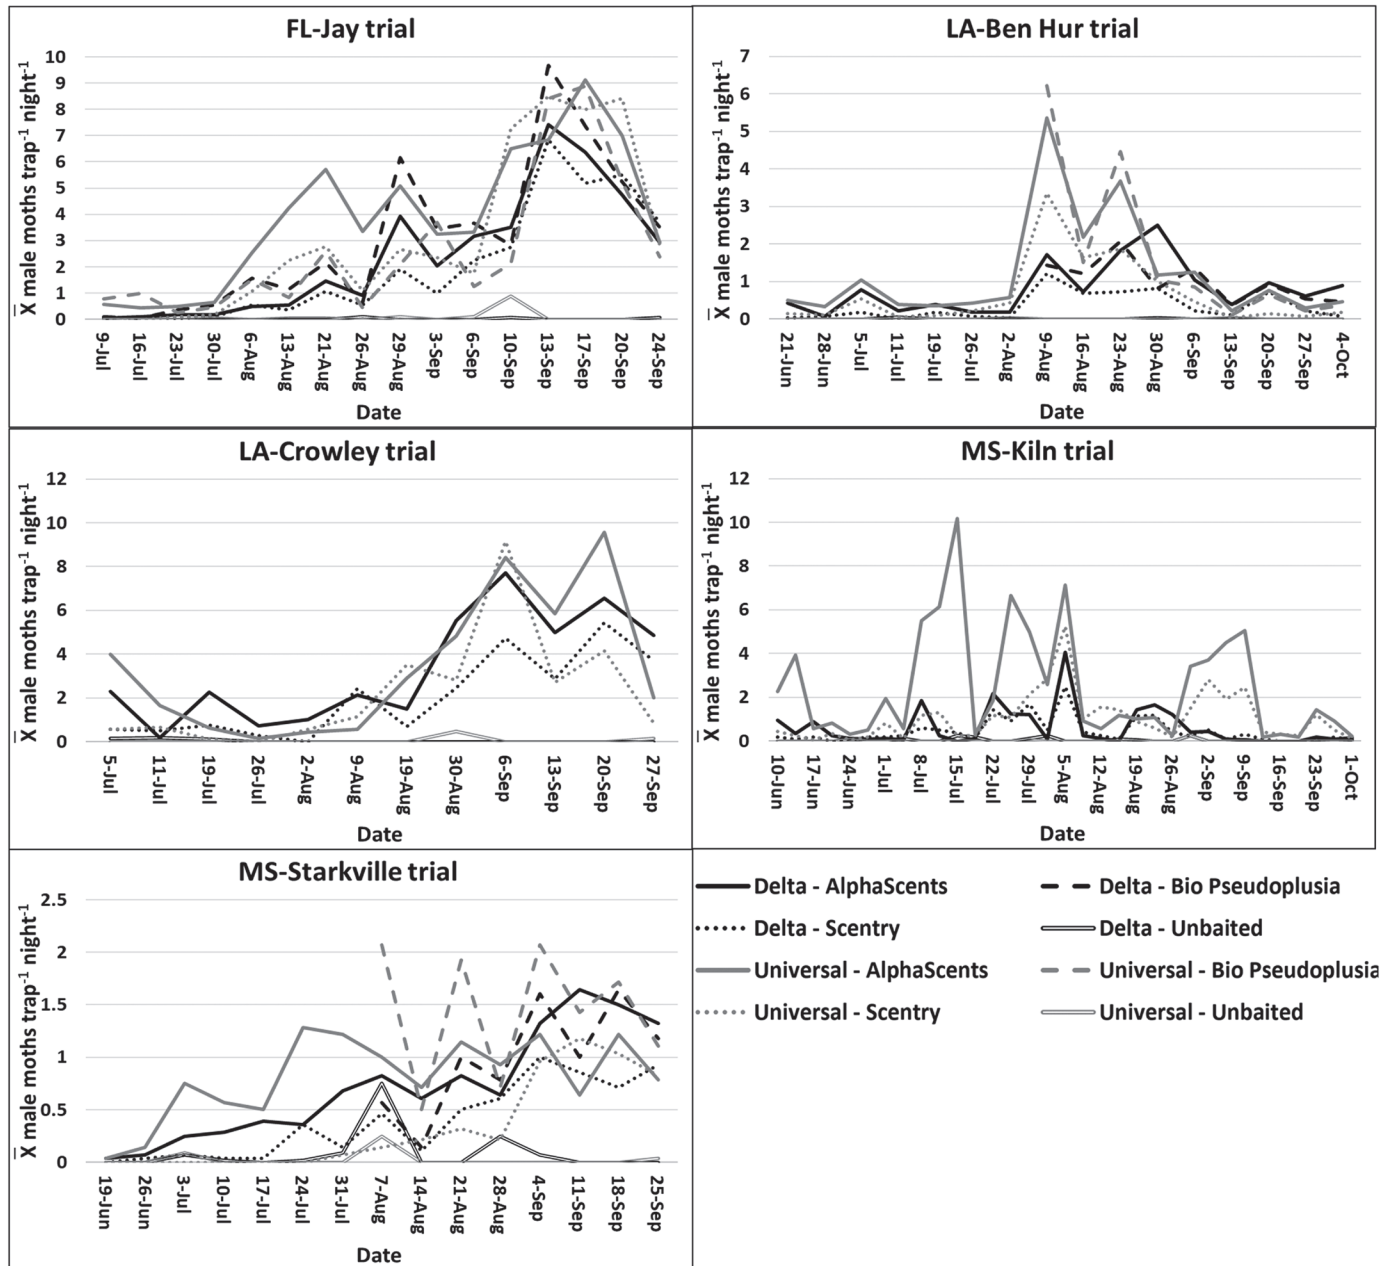 FL-Jay trial
X̅ male moths trap⁻¹ night⁻¹
10
9
8
7
6
5
4
3
2
1
0
9-Jul
16-Jul
23-Jul
30-Jul
6-Aug
13-Aug
21-Aug
26-Aug
29-Aug
3-Sep
6-Sep
10-Sep
13-Sep
17-Sep
20-Sep
24-Sep
Date
LA-Ben Hur trial
X̅ male moths trap⁻¹ night⁻¹
7
6
5
4
3
2
1
0
21-Jun
28-Jun
5-Jul
11-Jul
19-Jul
26-Jul
2-Aug
9-Aug
16-Aug
23-Aug
30-Aug
6-Sep
13-Sep
20-Sep
27-Sep
4-Oct
Date
LA-Crowley trial
X̅ male moths trap⁻¹ night⁻¹
12
10
8
6
4
2
0
5-Jul
11-Jul
19-Jul
26-Jul
2-Aug
9-Aug
19-Aug
30-Aug
6-Sep
13-Sep
20-Sep
27-Sep
Date
MS-Kiln trial
X̅ male moths trap⁻¹ night⁻¹
12
10
8
6
4
2
0
10-Jun
17-Jun
24-Jun
1-Jul
8-Jul
15-Jul
22-Jul
29-Jul
5-Aug
12-Aug
19-Aug
26-Aug
2-Sep
9-Sep
16-Sep
23-Sep
1-Oct
Date
MS-Starkville trial
X̅ male moths trap⁻¹ night⁻¹
2.5
2
1.5
1
0.5
0
19-Jun
26-Jun
3-Jul
10-Jul
17-Jul
24-Jul
31-Jul
7-Aug
14-Aug
21-Aug
28-Aug
4-Sep
11-Sep
18-Sep
25-Sep
Date
Delta - AlphaScents
Delta - Bio Pseudoplusia
Delta - Scentry
Delta - Unbaited
Universal - AlphaScents
Universal - Bio Pseudoplusia
Universal - Scentry
Universal - Unbaited